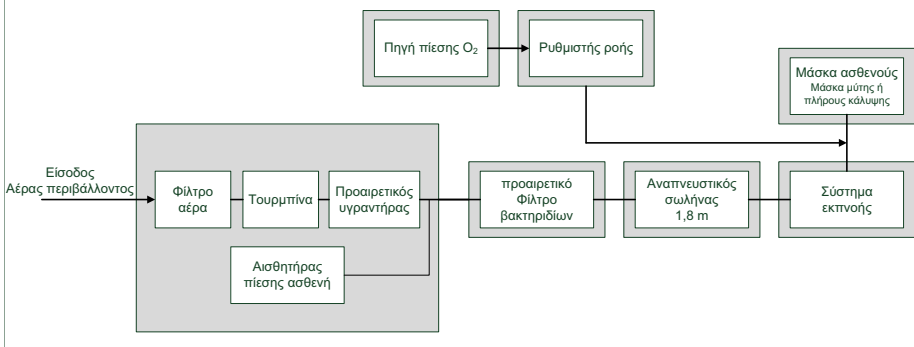 Πηγή πίεσης O₂
Ρυθμιστής ροής
Μάσκα ασθενούς
Μάσκα μύτης ή
πλήρους κάλυψης
Είσοδος
Αέρας περιβάλλοντος
Φίλτρο
αέρα
Τουρμπίνα
Προαιρετικός
υγραντήρας
προαιρετικό
Φίλτρο
βακτηριδίων
Αναπνευστικός
σωλήνας
1,8 m
Σύστημα
εκπνοής
Αισθητήρας
πίεσης ασθενή